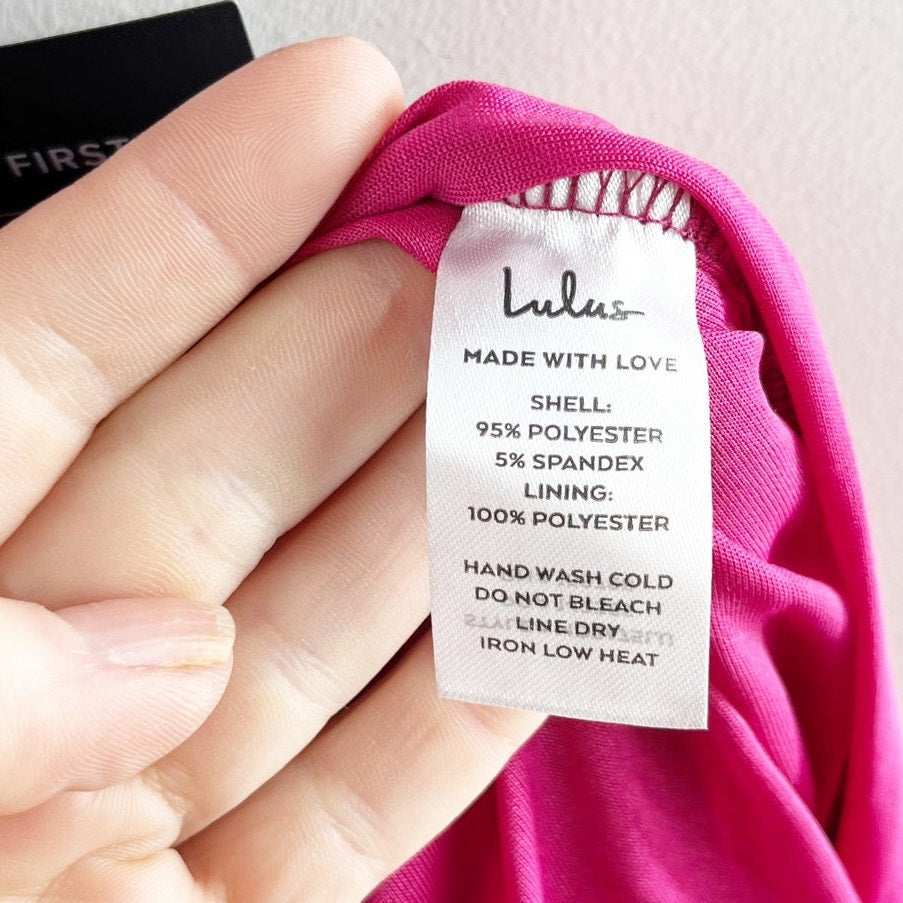 FIRST
Lulus
MADE WITH LOVE
SHELL:
95% POLYESTER
5% SPANDEX
LINING:
100% POLYESTER
HAND WASH COLD
DO NOT BLEACH
LINE DRY
IRON LOW HEAT